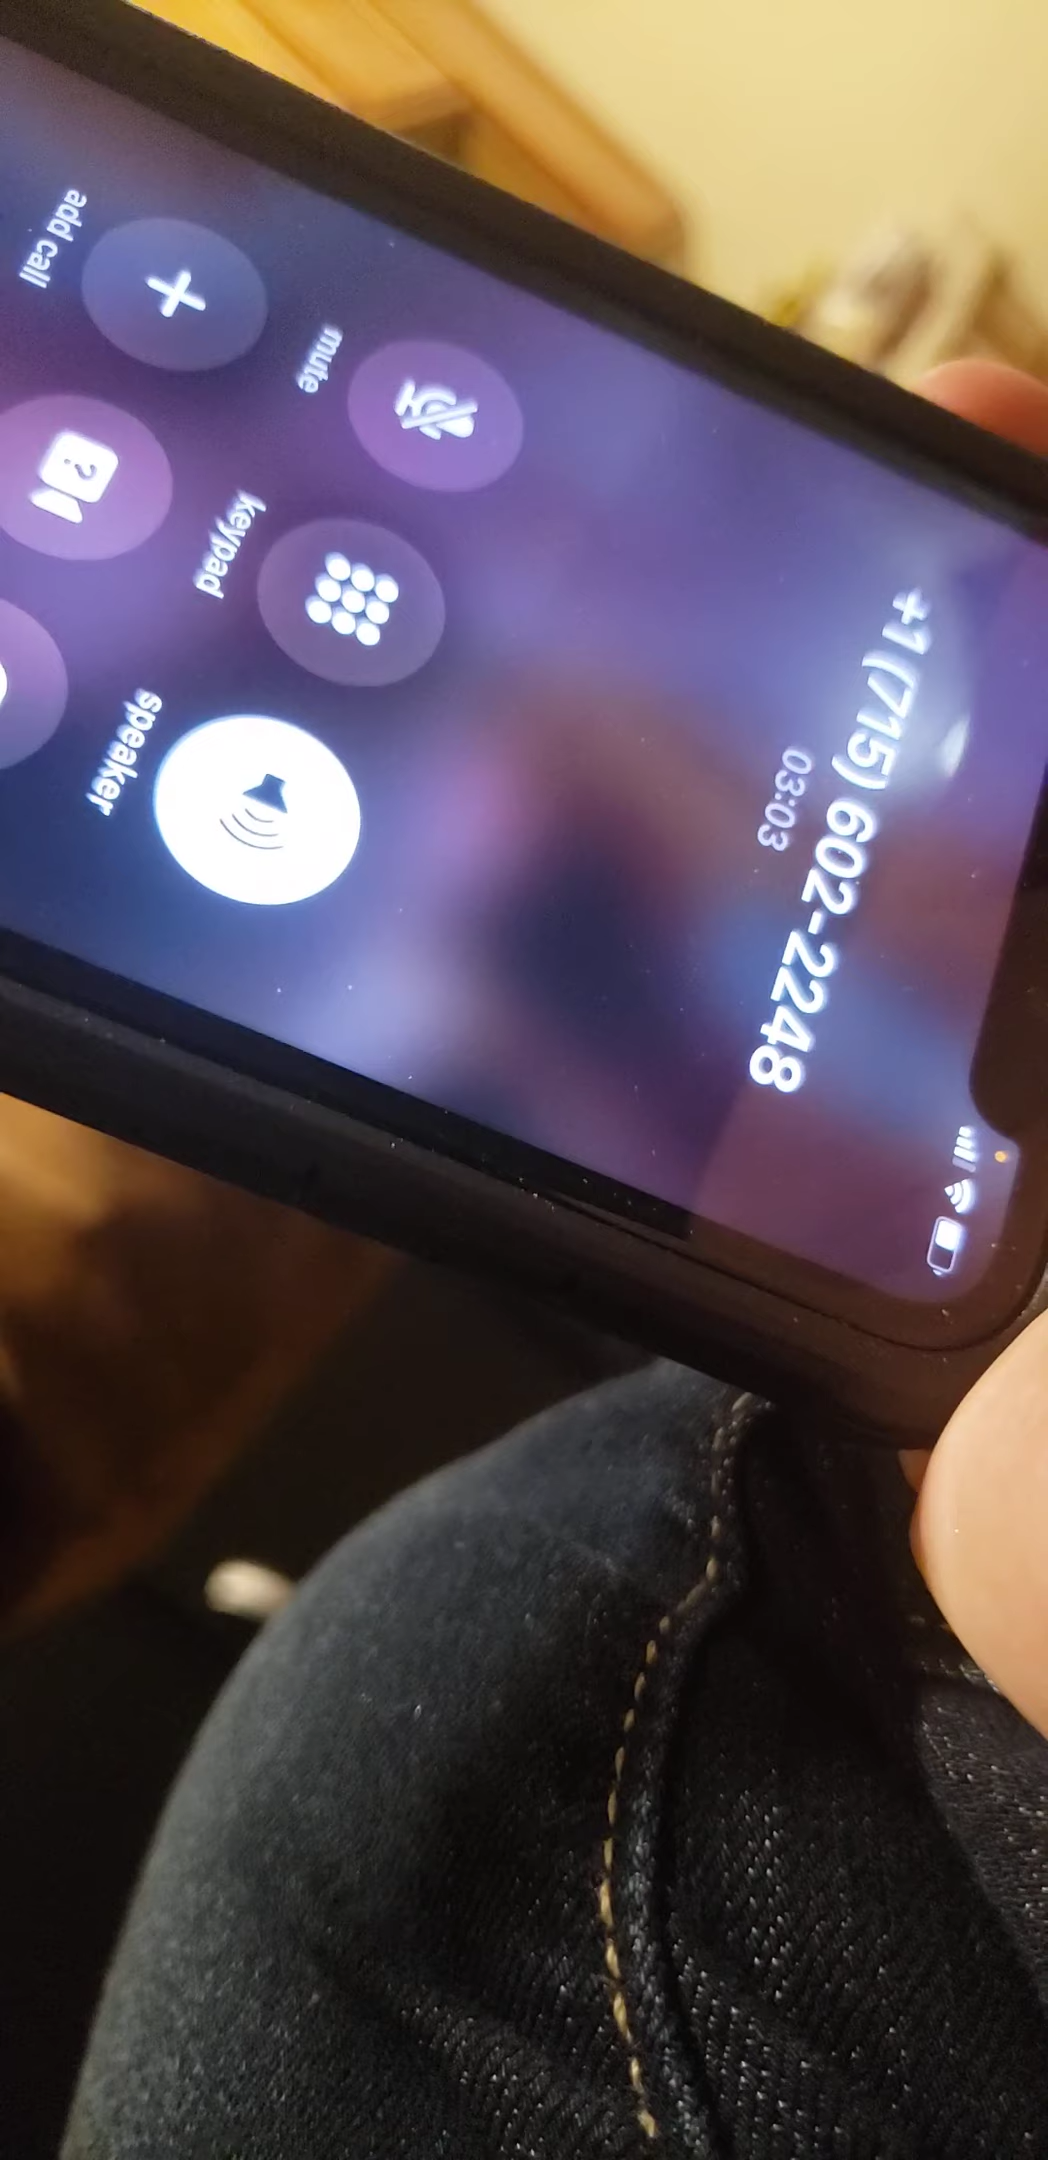 +1 (715) 602-2248
03:03
mute
keypad
speaker
add call